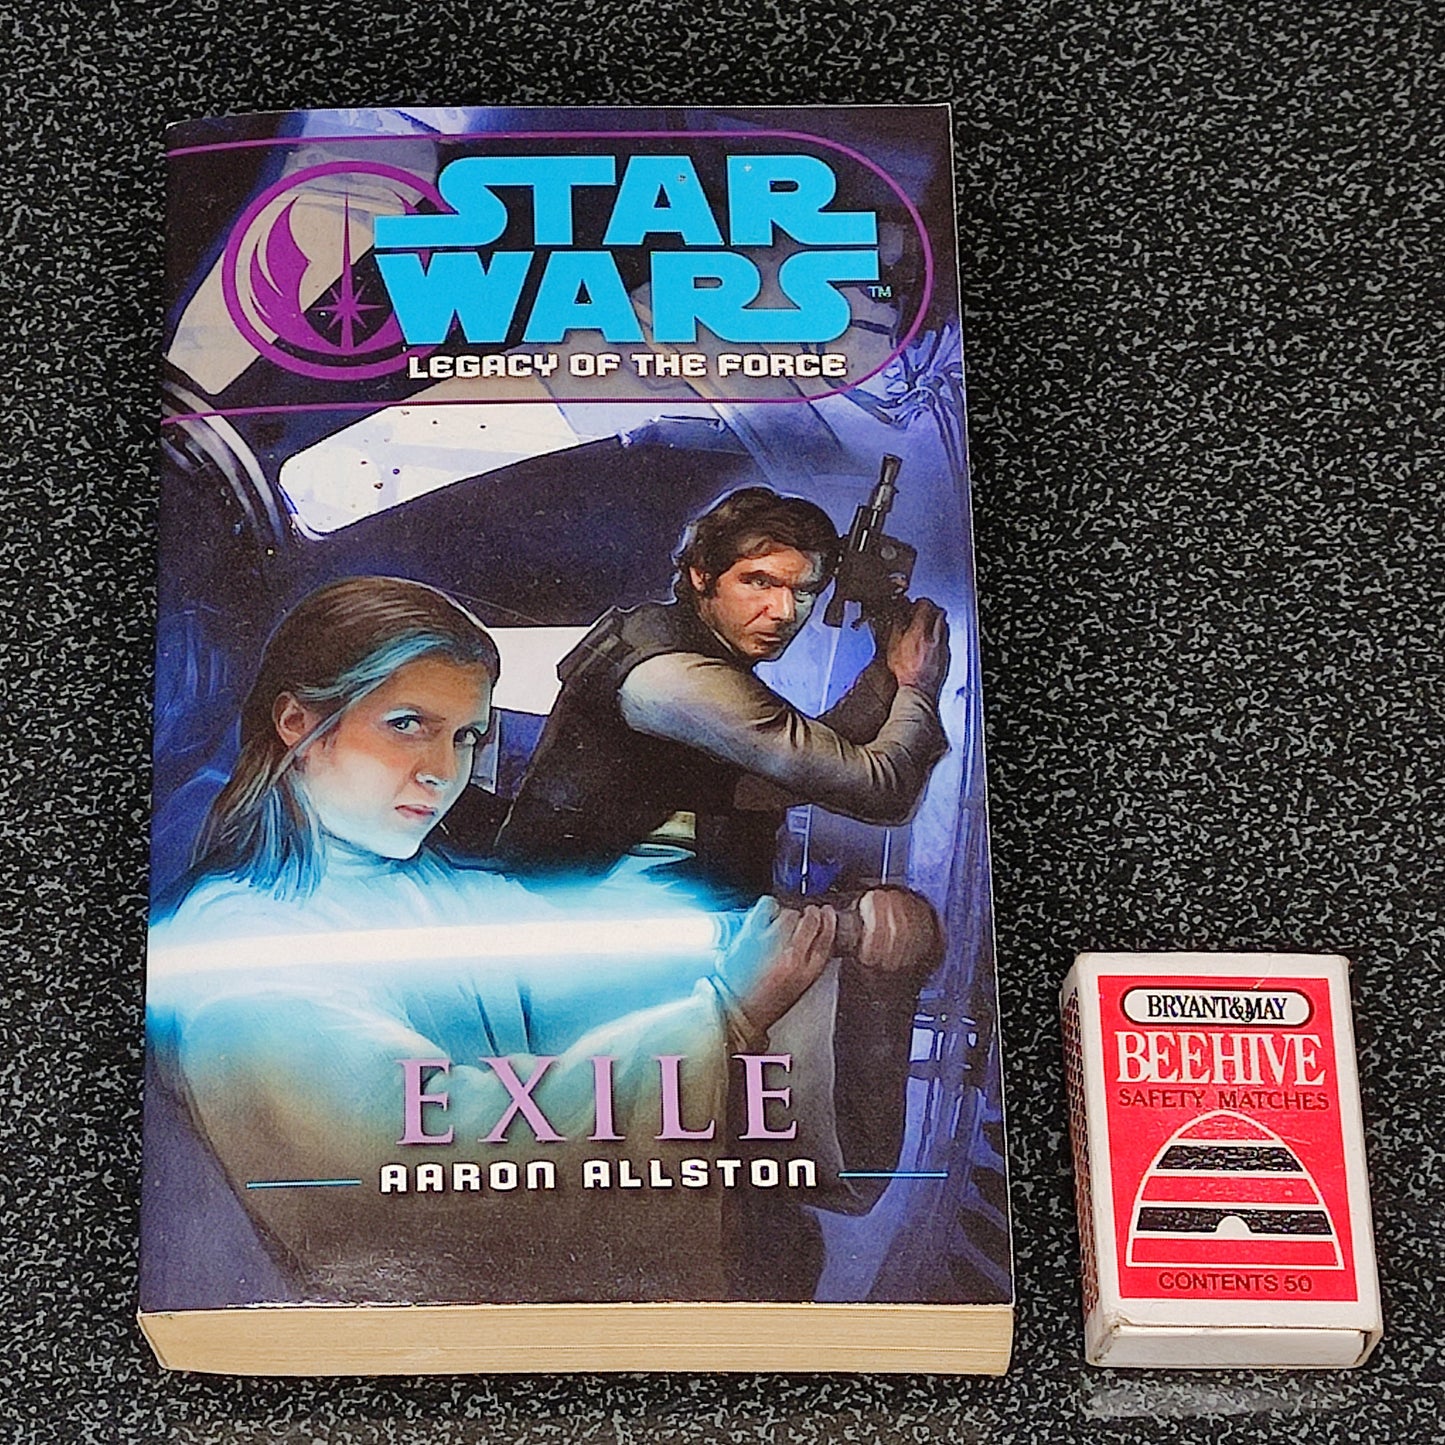 STAR
WARS
TM
LEGACY OF THE FORCE
EXILE
AARON ALLSTON
BRYANT&MAY
BEEHIVE
SAFETY MATCHES
CONTENTS 50